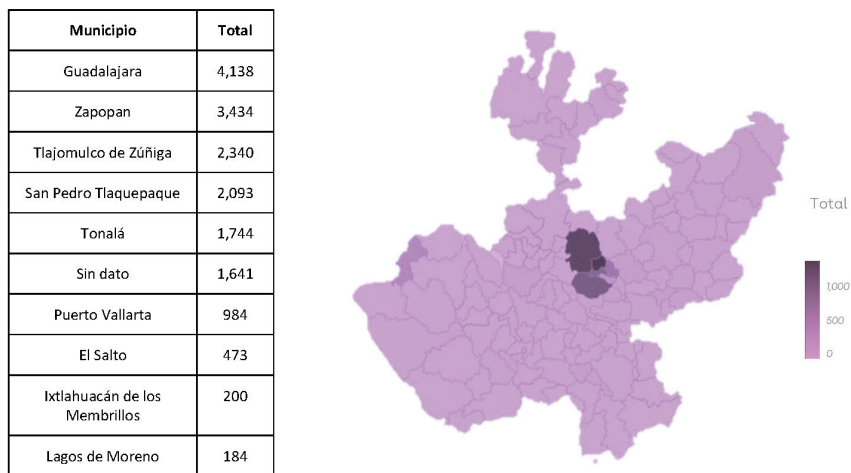 Municipio Total
Guadalajara 4,138
Zapopan 3,434
Tlajomulco de Zúñiga 2,340
San Pedro Tlaquepaque 2,093
Tonalá 1,744
Sin dato 1,641
Puerto Vallarta 984
El Salto 473
Ixtlahuacán de los 200
Membrillos
Lagos de Moreno 184
Total
1,000
500
0